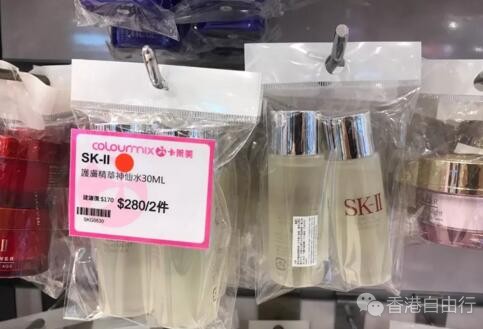 colourmix 卡萊美
SK-II
護膚精華神仙水30ML
建議價 $170
$280/2件
SKG0830
SK-II
香港自由行